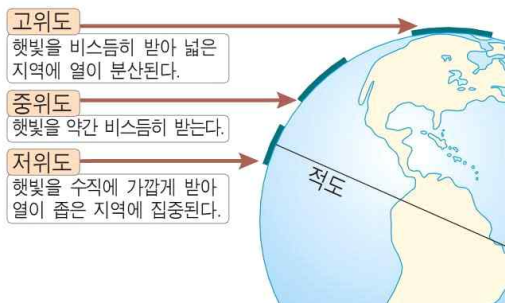 고위도
햇빛을 비스듬히 받아 넓은
지역에 열이 분산된다.
중위도
햇빛을 약간 비스듬히 받는다.
저위도
햇빛을 수직에 가깝게 받아
열이 좁은 지역에 집중된다.
적도